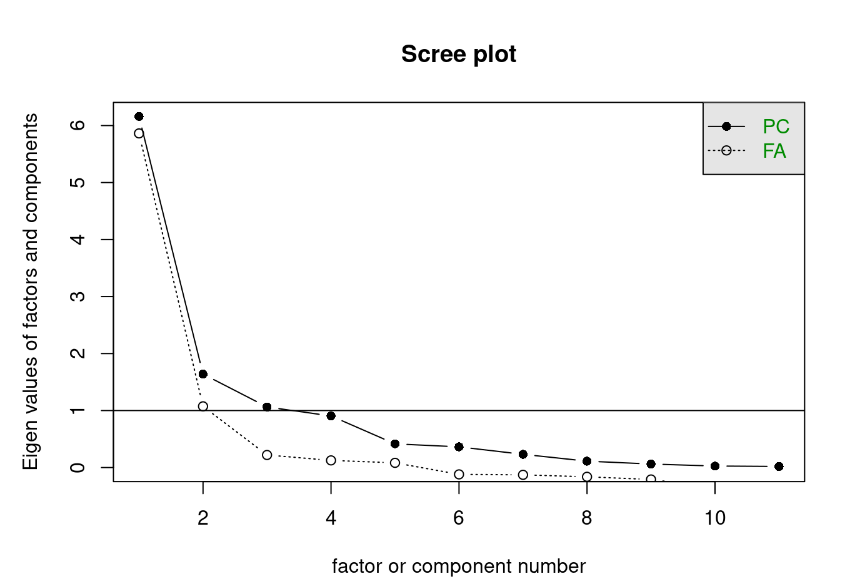 Scree plot
Eigen values of factors and components
6
5
4
3
2
1
0
PC
FA
2
4
6
8
10
factor or component number